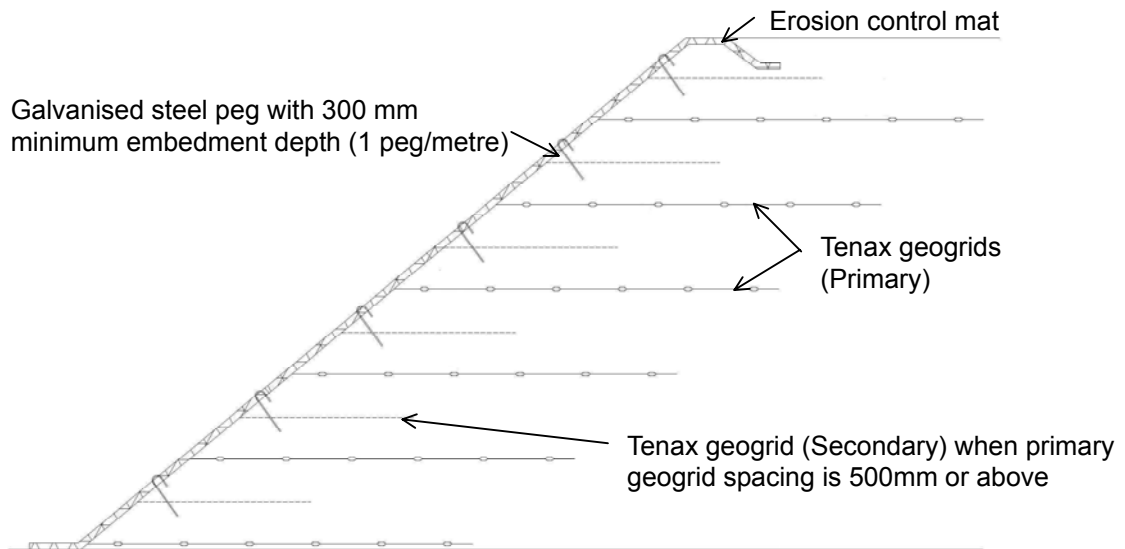 Erosion control mat
Galvanised steel peg with 300 mm
minimum embedment depth (1 peg/metre)
Tenax geogrids
(Primary)
Tenax geogrid (Secondary) when primary
geogrid spacing is 500mm or above